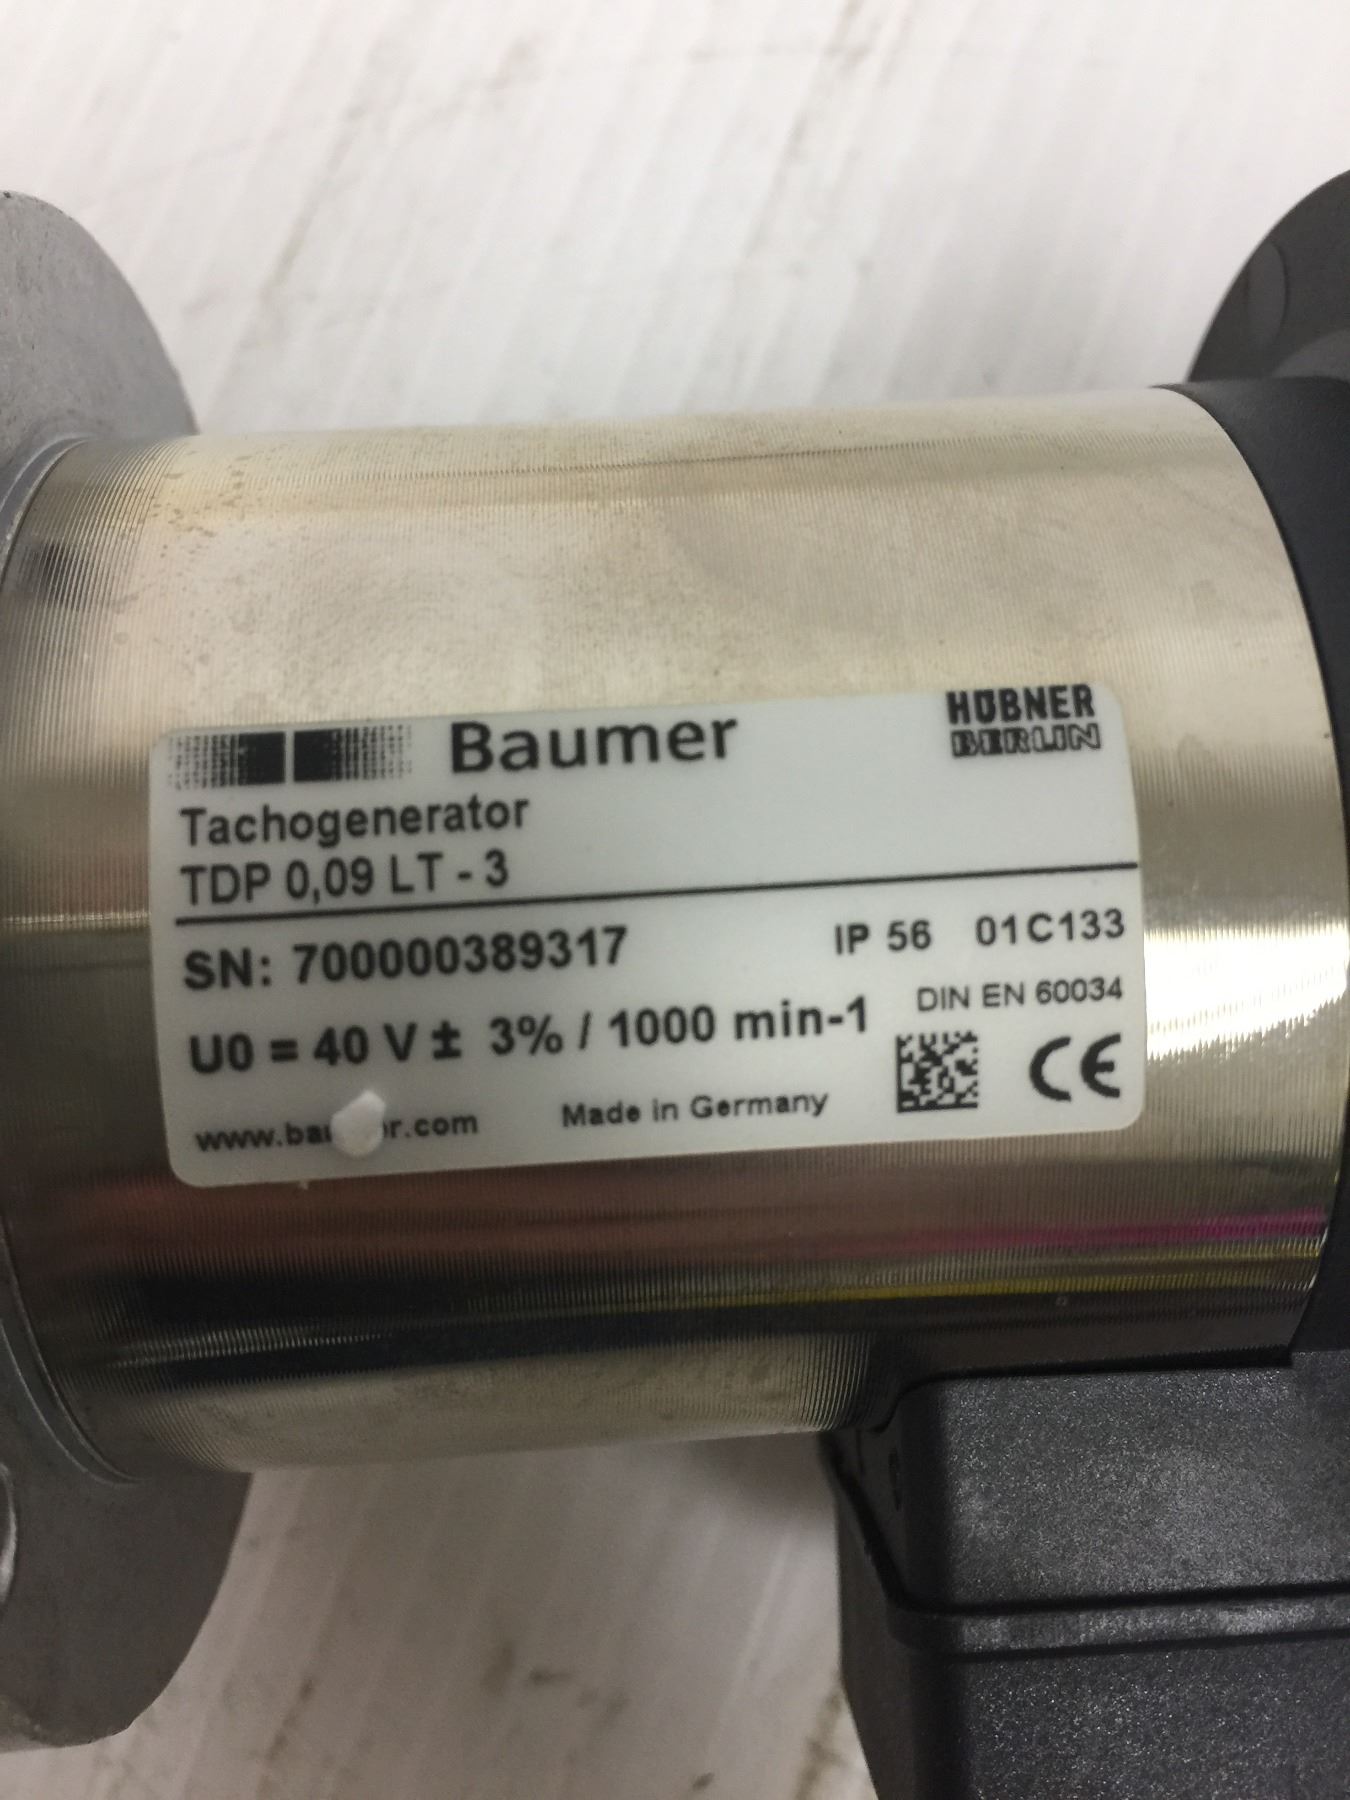 Baumer
HÜBNER
BERLIN
Tachogenerator
TDP 0,09 LT - 3
SN: 700000389317 IP 56 01C133
DIN EN 60034
U0 = 40 V ± 3% / 1000 min-1
CE
Made in Germany